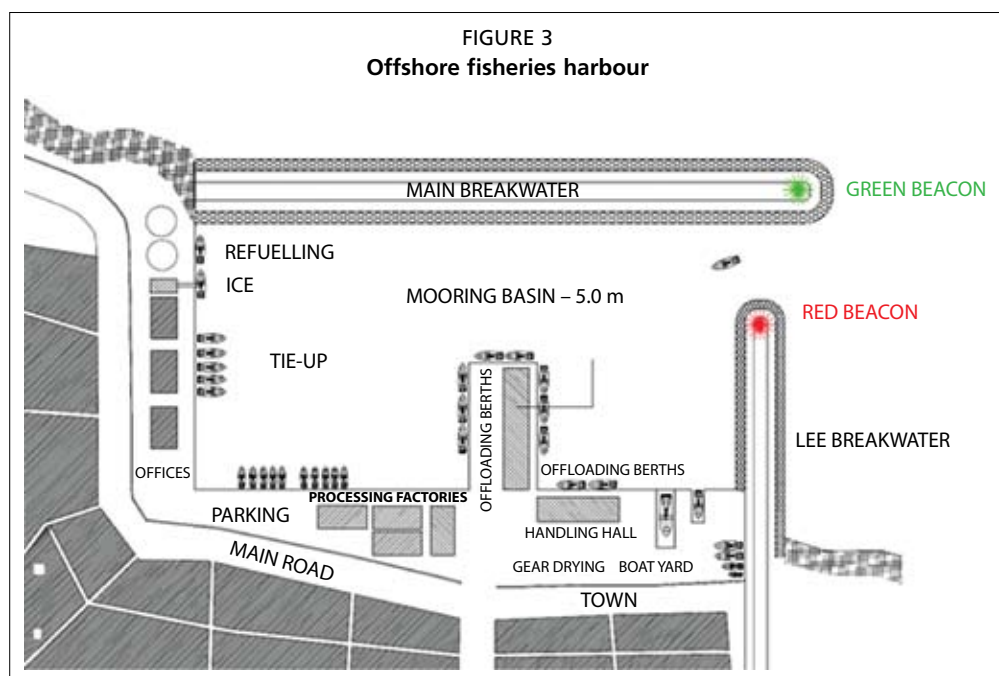 FIGURE 3
Offshore fisheries harbour
MAIN BREAKWATER
GREEN BEACON
REFUELLING
ICE
MOORING BASIN – 5.0 m
RED BEACON
TIE-UP
OFFLOADING BERTHS
LEE BREAKWATER
OFFICES
OFFLOADING BERTHS
PROCESSING FACTORIES
PARKING
HANDLING HALL
MAIN ROAD
GEAR DRYING
BOAT YARD
TOWN